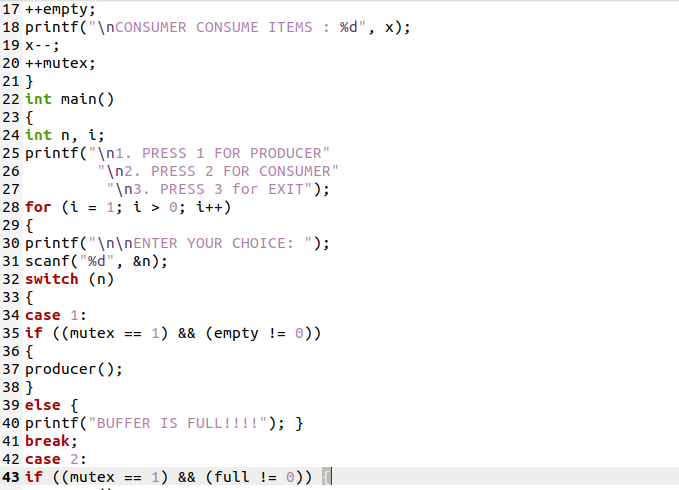 17 ++empty;
18 printf("\nCONSUMER CONSUME ITEMS : %d", x);
19 x--;
20 ++mutex;
21 }
22 int main()
23 {
24 int n, i;
25 printf("\n1. PRESS 1 FOR PRODUCER"
26 "\n2. PRESS 2 FOR CONSUMER"
27 "\n3. PRESS 3 for EXIT");
28 for (i = 1; i > 0; i++)
29 {
30 printf("\n\nENTER YOUR CHOICE: ");
31 scanf("%d", &n);
32 switch (n)
33 {
34 case 1:
35 if ((mutex == 1) && (empty != 0))
36 {
37 producer();
38 }
39 else {
40 printf("BUFFER IS FULL!!!!"); }
41 break;
42 case 2:
43 if ((mutex == 1) && (full != 0)) {